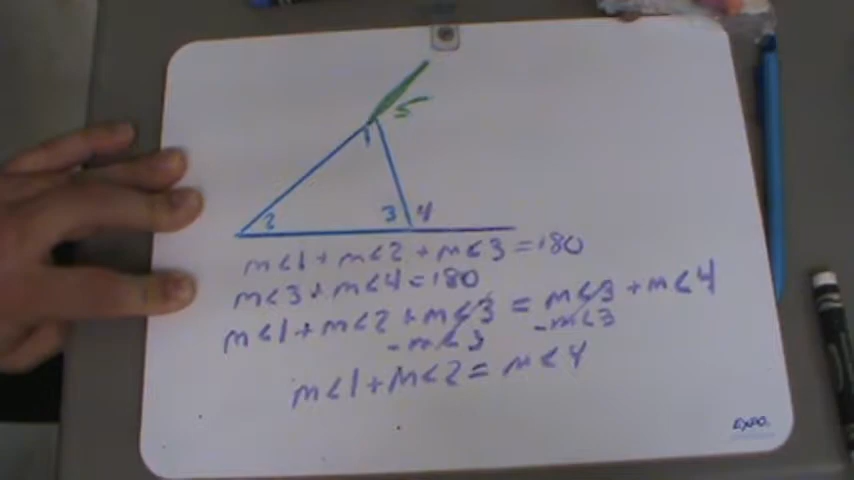 5
1
2 3 4
m<1 + m<2 + m<3 = 180
m<3 + m<4 = 180
m<1 + m<2 + m<3 = m<3 + m<4
- m<3 - m<3
m<1 + m<2 = m<4
EXPO